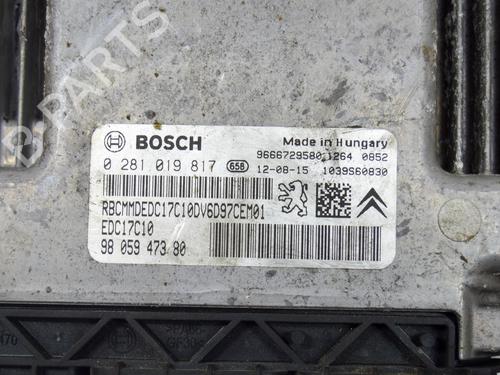 BOSCH
Made in Hungary
0 281 019 817 658
9666729580 1264 0852
12-08-15 1039S60830
RBCMMDEDC17C10DV6D97CEM01
EDC17C10
98 059 473 80